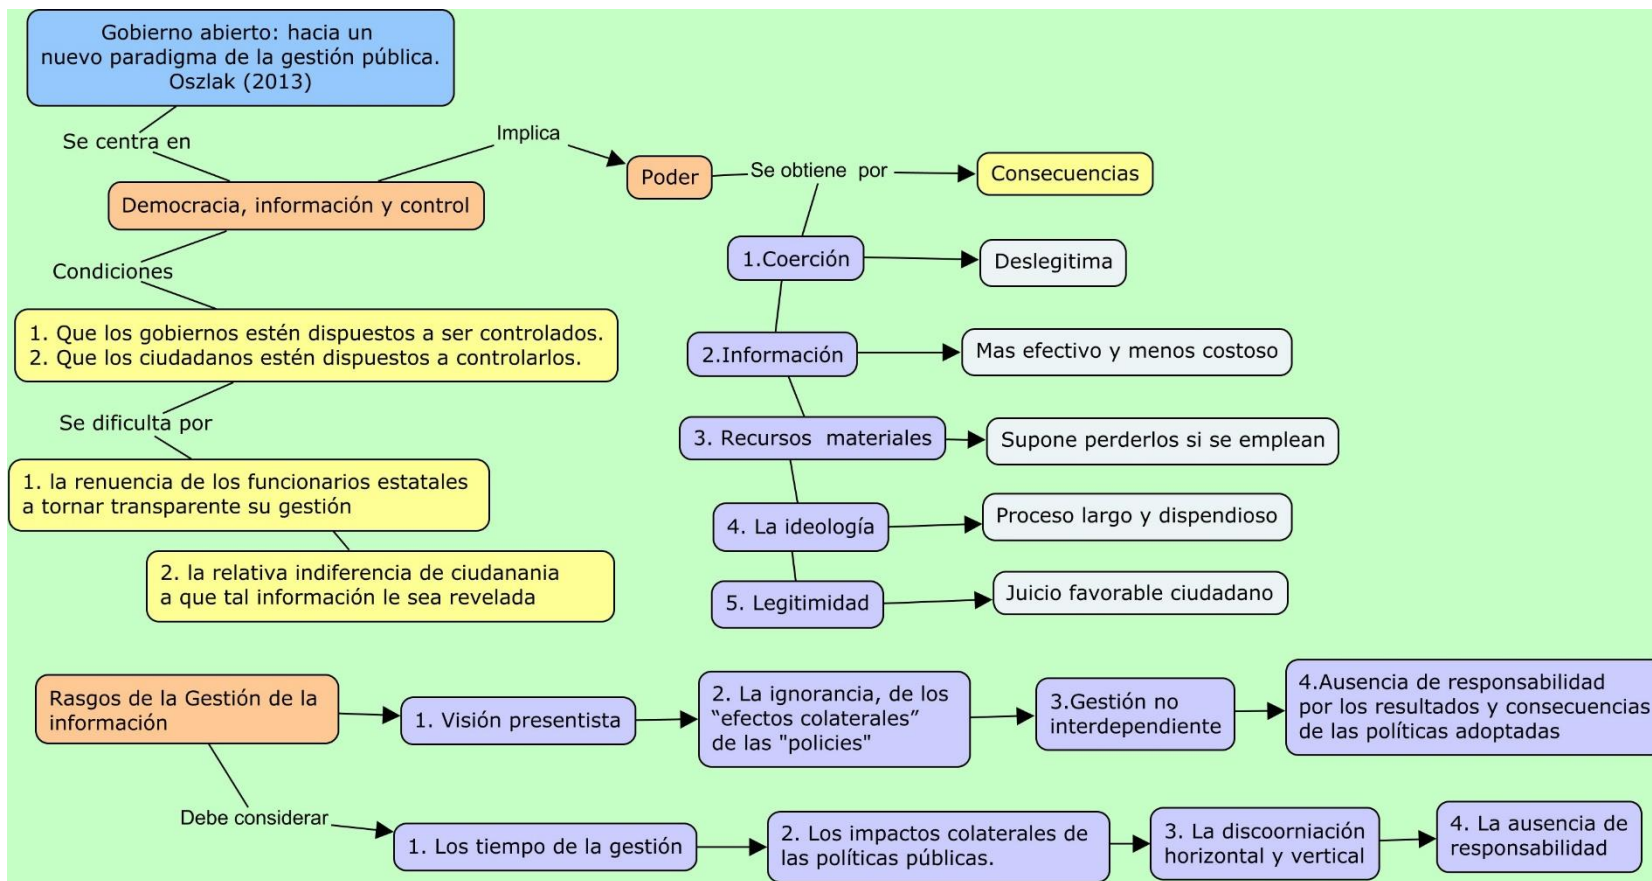 Gobierno abierto: hacia un
nuevo paradigma de la gestión pública.
Oszlak (2013)
Se centra en
Democracia, información y control
Implica
Poder
Se obtiene por
Consecuencias
Condiciones
1. Que los gobiernos estén dispuestos a ser controlados.
2. Que los ciudadanos estén dispuestos a controlarlos.
Se dificulta por
1. la renuencia de los funcionarios estatales
a tornar transparente su gestión
2. la relativa indiferencia de ciudanania
a que tal información le sea revelada
1.Coerción
Deslegitima
2.Información
Mas efectivo y menos costoso
3. Recursos materiales
Supone perderlos si se emplean
4. La ideología
Proceso largo y dispendioso
5. Legitimidad
Juicio favorable ciudadano
Rasgos de la Gestión de la
información
1. Visión presentista
2. La ignorancia, de los
“efectos colaterales”
de las "policies"
3.Gestión no
interdependiente
4.Ausencia de responsabilidad
por los resultados y consecuencias
de las políticas adoptadas
Debe considerar
1. Los tiempo de la gestión
2. Los impactos colaterales de
las políticas públicas.
3. La discoorniación
horizontal y vertical
4. La ausencia de
responsabilidad